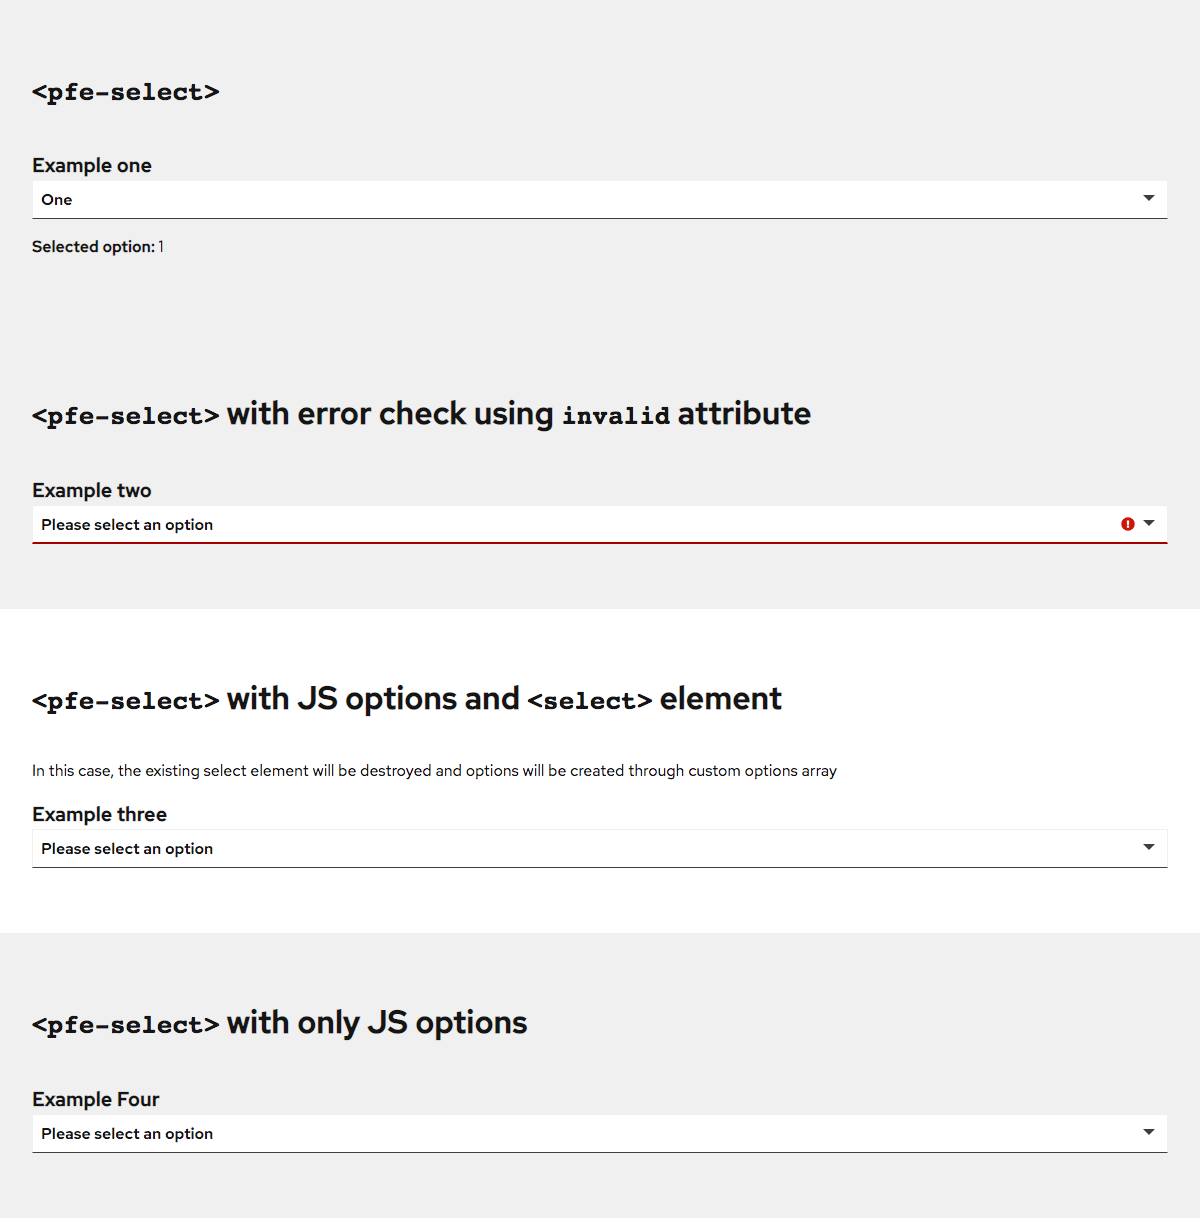 <pfe-select>
Example one
One
Selected option: 1
<pfe-select> with error check using invalid attribute
Example two
Please select an option
<pfe-select> with JS options and <select> element
In this case, the existing select element will be destroyed and options will be created through custom options array
Example three
Please select an option
<pfe-select> with only JS options
Example Four
Please select an option